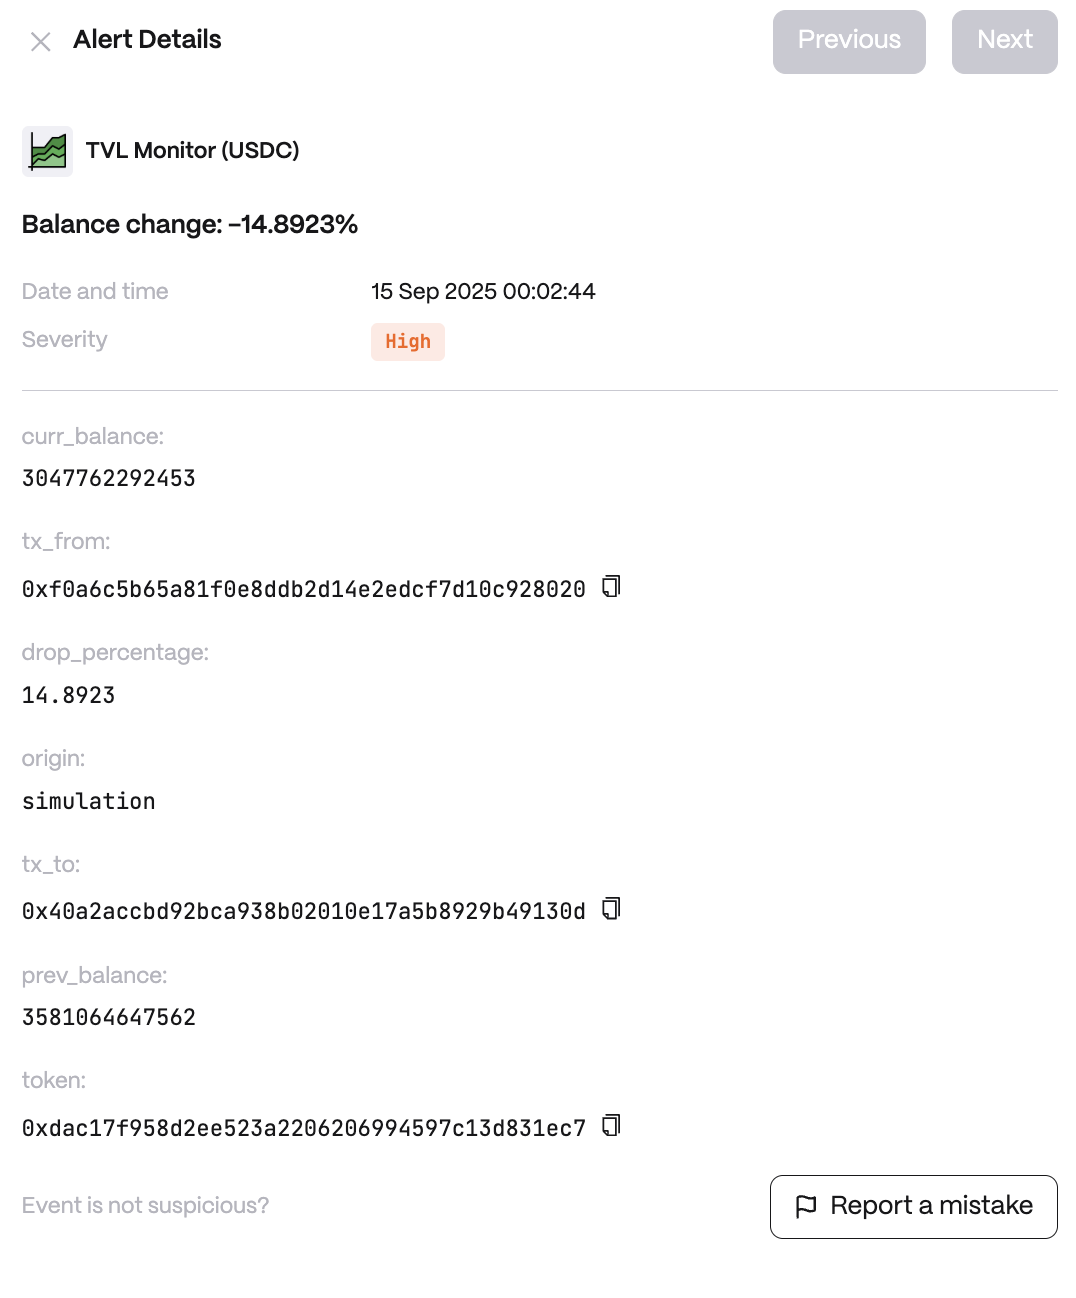 Alert Details
Previous
Next
TVL Monitor (USDC)
Balance change: -14.8923%
Date and time
15 Sep 2025 00:02:44
Severity
High
curr_balance:
3047762292453
tx_from:
0xf0a6c5b65a81f0e8ddb2d14e2edcf7d10c928020
drop_percentage:
14.8923
origin:
simulation
tx_to:
0x40a2accbd92bca938b02010e17a5b8929b49130d
prev_balance:
3581064647562
token:
0xdac17f958d2ee523a2206206994597c13d831ec7
Event is not suspicious?
Report a mistake